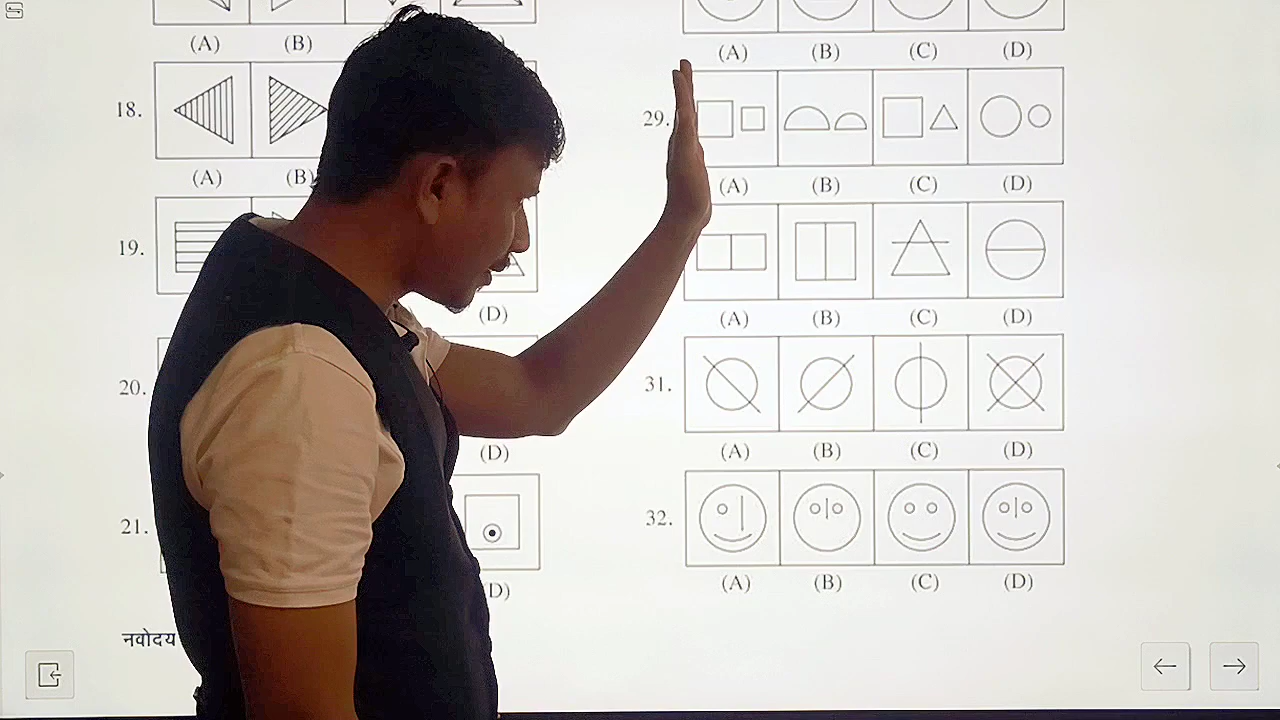 (A) (B)
18.
(A) (B)
19.
(D)
20.
(D)
21.
D)
नवोदय
(A) (B) (C) (D)
29.
(A) (B) (C) (D)
(A) (B) (C) (D)
31.
(A) (B) (C) (D)
32.
(A) (B) (C) (D)